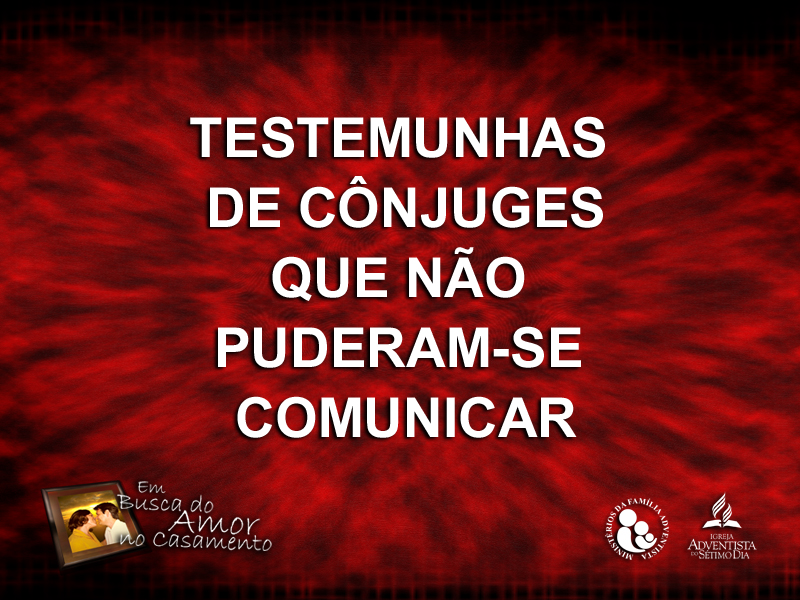 TESTEMUNHAS
DE CÔNJUGES
QUE NÃO
PUDERAM-SE
COMUNICAR
Em
Busca do
Amor
no Casamento
MINISTÉRIOS DA FAMÍLIA ADVENTISTA
IGREJA
ADVENTISTA
DO SÉTIMO DIA